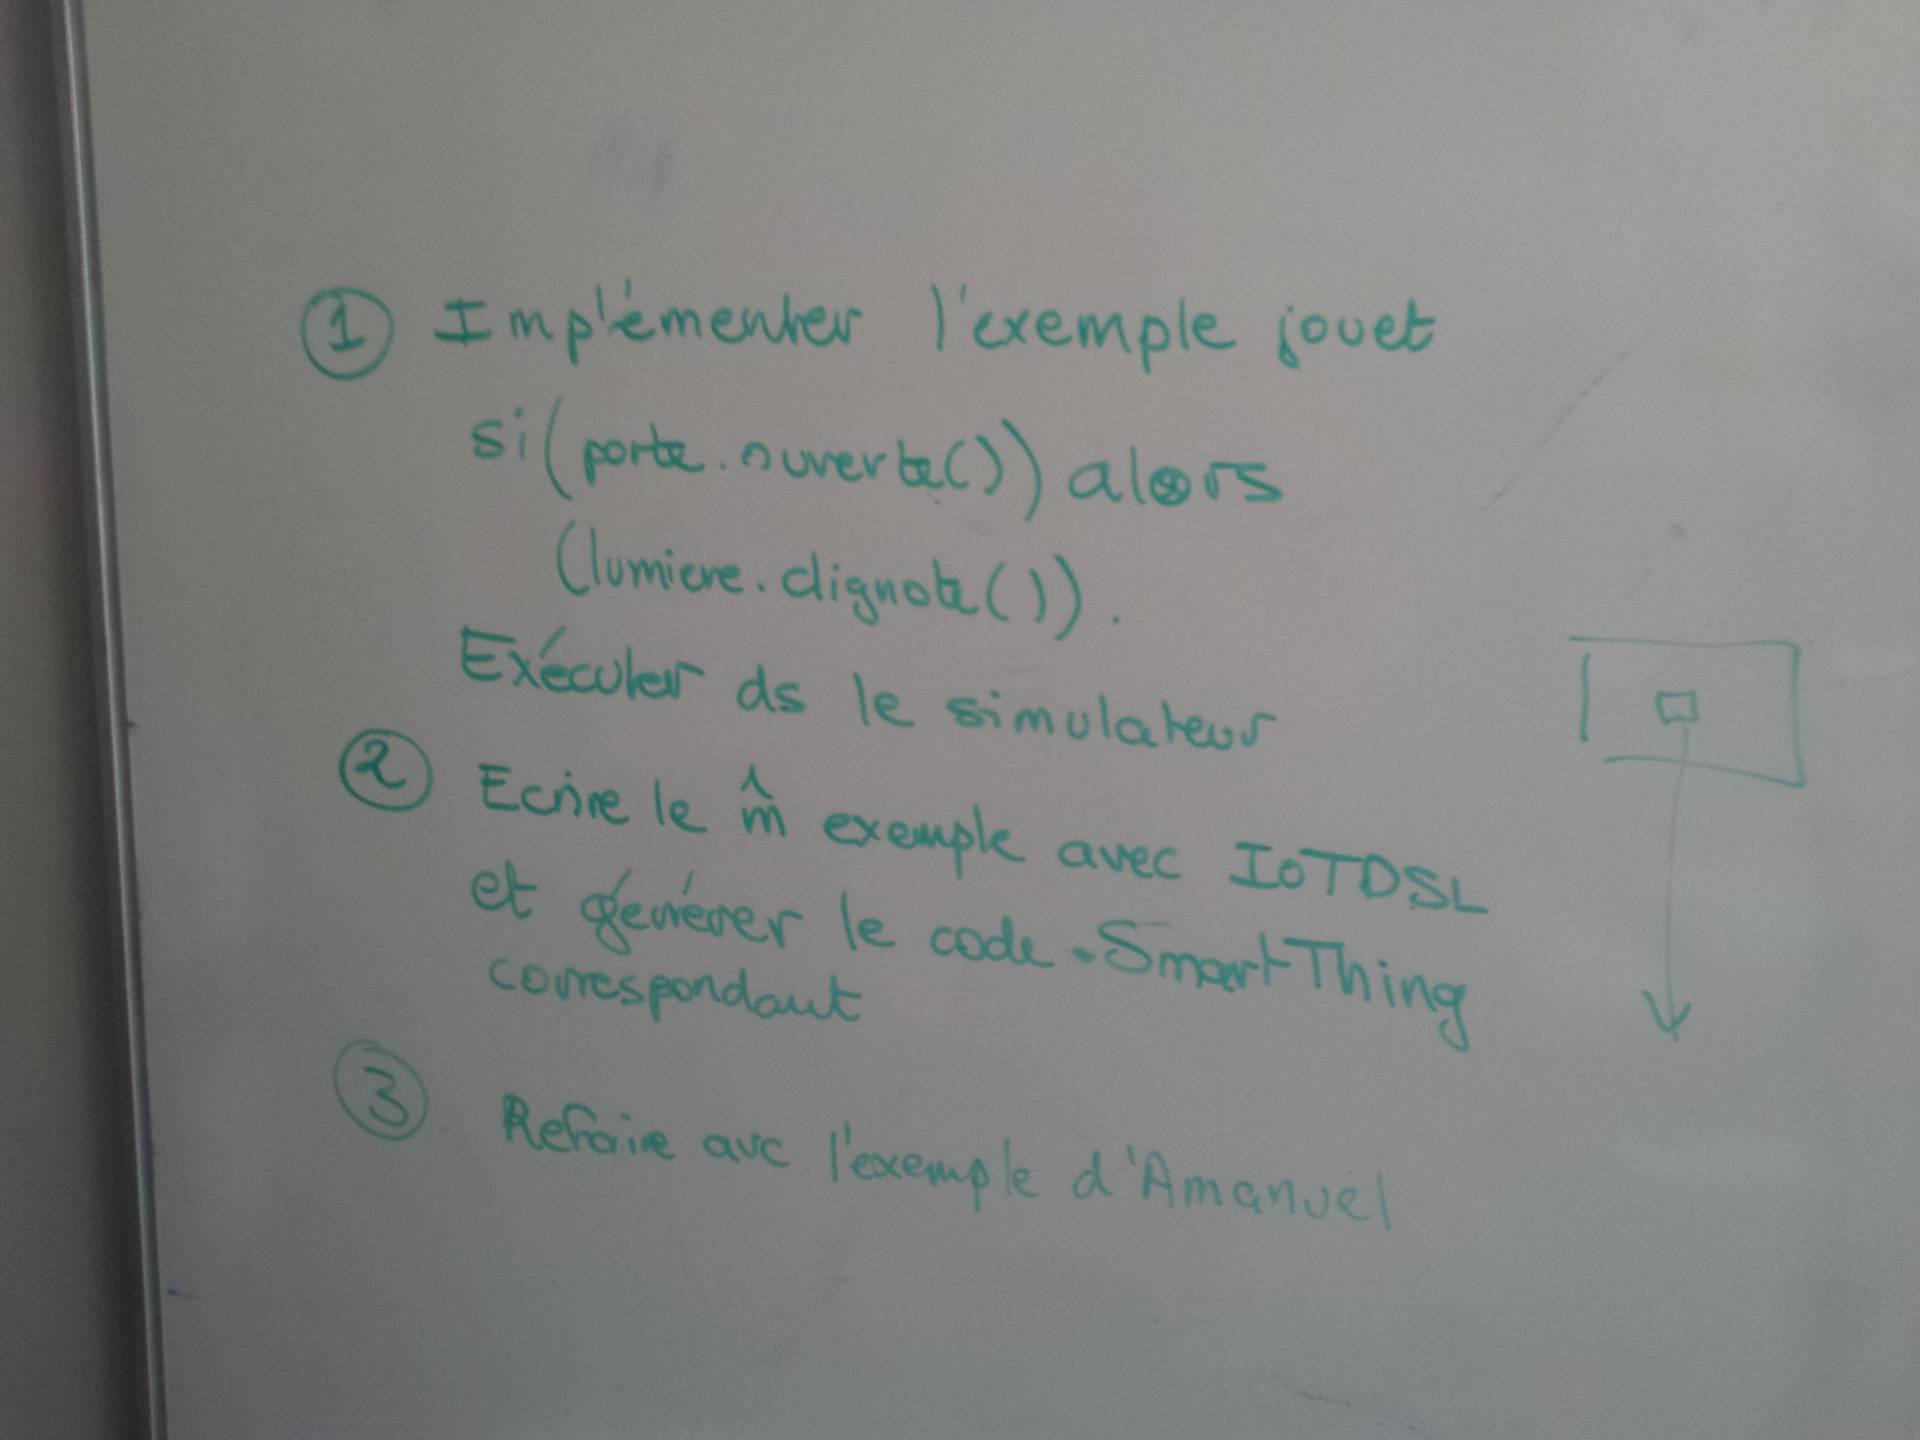 ① Implémenter l'exemple jouet
si(porte.ouverte()) alors
(lumiere.clignote()).
Exécuter ds le simulateur
② Ecrire le m̂ exemple avec IoTDSL
et générer le code SmartThing
correspondant
③ Refaire avc l'exemple d'Amanuel